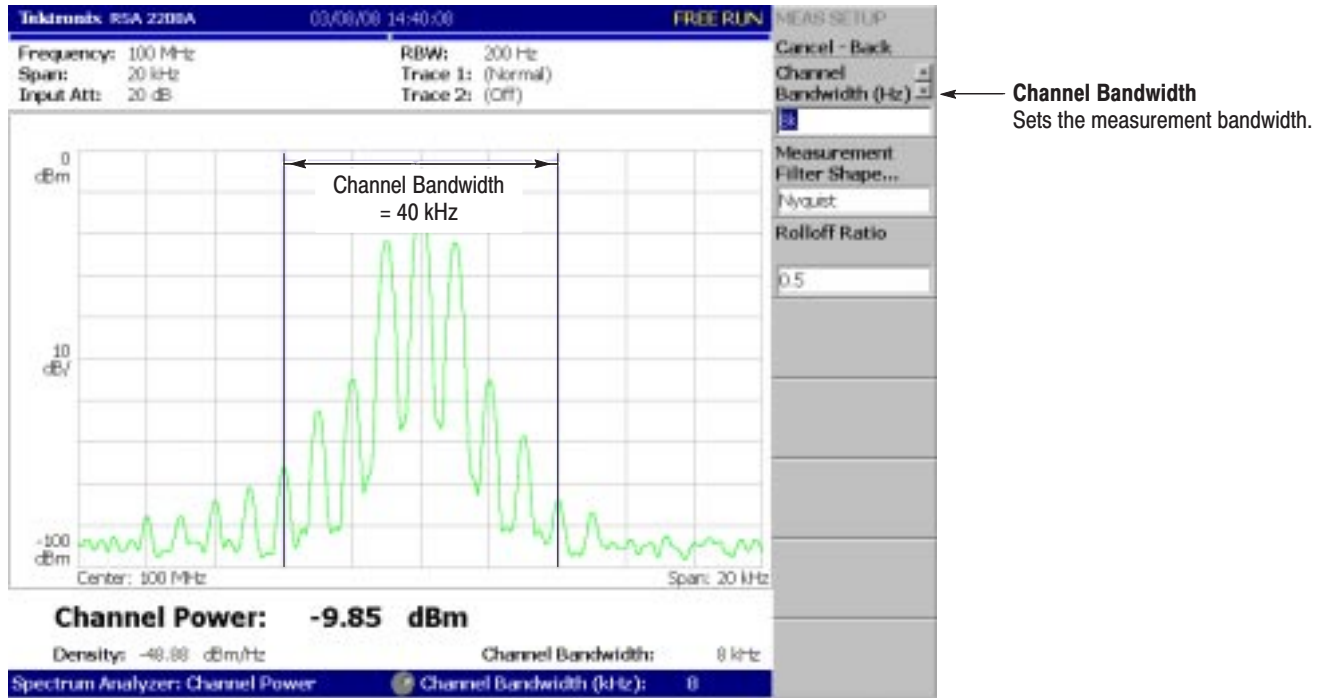 Tektronix RSA 2200A 03/08/08 14:40:08 FREE RUN
Frequency: 100 MHz RBW: 200 Hz
Span: 20 kHz Trace 1: (Normal)
Input Att: 20 dB Trace 2: (Off)
0
dBm
Channel Bandwidth
= 40 kHz
10
dB/
-100
dBm
Center: 100 MHz Span: 20 kHz
Channel Power: -9.85 dBm
Density: -48.88 dBm/Hz Channel Bandwidth: 8 kHz
Spectrum Analyzer: Channel Power Channel Bandwidth (kHz): 8
MEAS SETUP
Cancel - Back
Channel
Bandwidth (Hz)
8k
Measurement
Filter Shape...
Nyquist
Rolloff Ratio
0.5
Channel Bandwidth
Sets the measurement bandwidth.